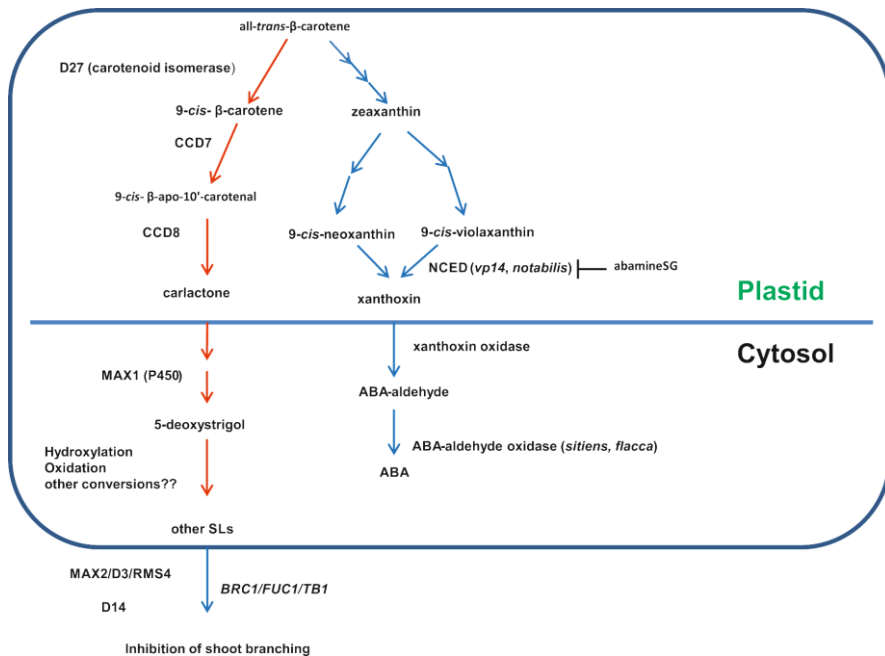 all-trans-β-carotene
D27 (carotenoid isomerase)
9-cis- β-carotene
zeaxanthin
CCD7
9-cis- β-apo-10'-carotenal
CCD8
9-cis-neoxanthin
9-cis-violaxanthin
NCED (vp14, notabilis)
abamineSG
carlactone
xanthoxin
Plastid
Cytosol
xanthoxin oxidase
MAX1 (P450)
ABA-aldehyde
5-deoxystrigol
ABA-aldehyde oxidase (sitiens, flacca)
Hydroxylation
Oxidation
other conversions??
ABA
other SLs
MAX2/D3/RMS4
BRC1/FUC1/TB1
D14
Inhibition of shoot branching